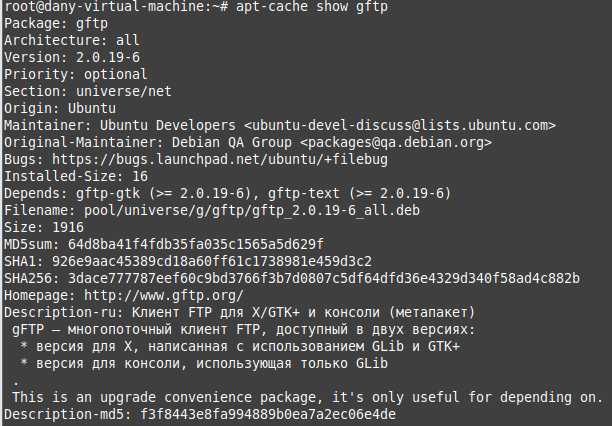 root@dany-virtual-machine:~# apt-cache show gftp
Package: gftp
Architecture: all
Version: 2.0.19-6
Priority: optional
Section: universe/net
Origin: Ubuntu
Maintainer: Ubuntu Developers <ubuntu-devel-discuss@lists.ubuntu.com>
Original-Maintainer: Debian QA Group <packages@qa.debian.org>
Bugs: https://bugs.launchpad.net/ubuntu/+filebug
Installed-Size: 16
Depends: gftp-gtk (>= 2.0.19-6), gftp-text (>= 2.0.19-6)
Filename: pool/universe/g/gftp/gftp_2.0.19-6_all.deb
Size: 1916
MD5sum: 64d8ba41f4fdb35fa035c1565a5d629f
SHA1: 926e9aac45389cd18a60ff61c1738981e459d3c2
SHA256: 3dace777787eef60c9bd3766f3b7d0807c5df64dfd36e4329d340f58ad4c882b
Homepage: http://www.gftp.org/
Description-ru: Клиент FTP для X/GTK+ и консоли (метапакет)
 gFTP — многопоточный клиент FTP, доступный в двух версиях:
  * версия для X, написанная с использованием GLib и GTK+
  * версия для консоли, использующая только GLib
 .
 This is an upgrade convenience package, it's only useful for depending on.
Description-md5: f3f8443e8fa994889b0ea7a2ec06e4de